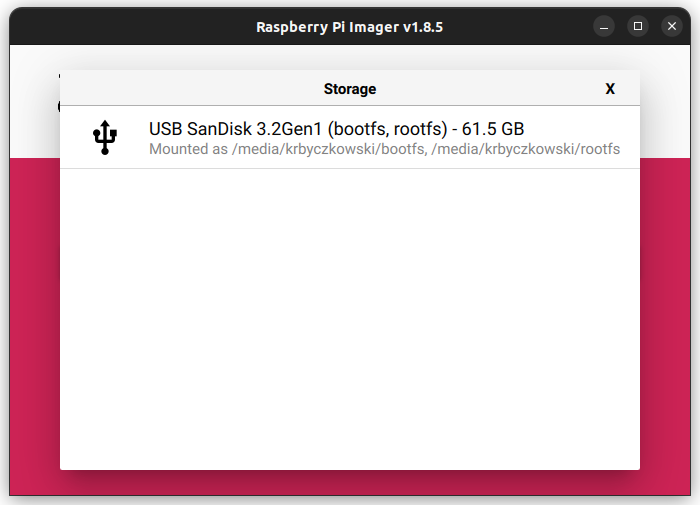 Raspberry Pi Imager v1.8.5
Storage
X
USB SanDisk 3.2Gen1 (bootfs, rootfs) - 61.5 GB
Mounted as /media/krbyczkowski/bootfs, /media/krbyczkowski/rootfs